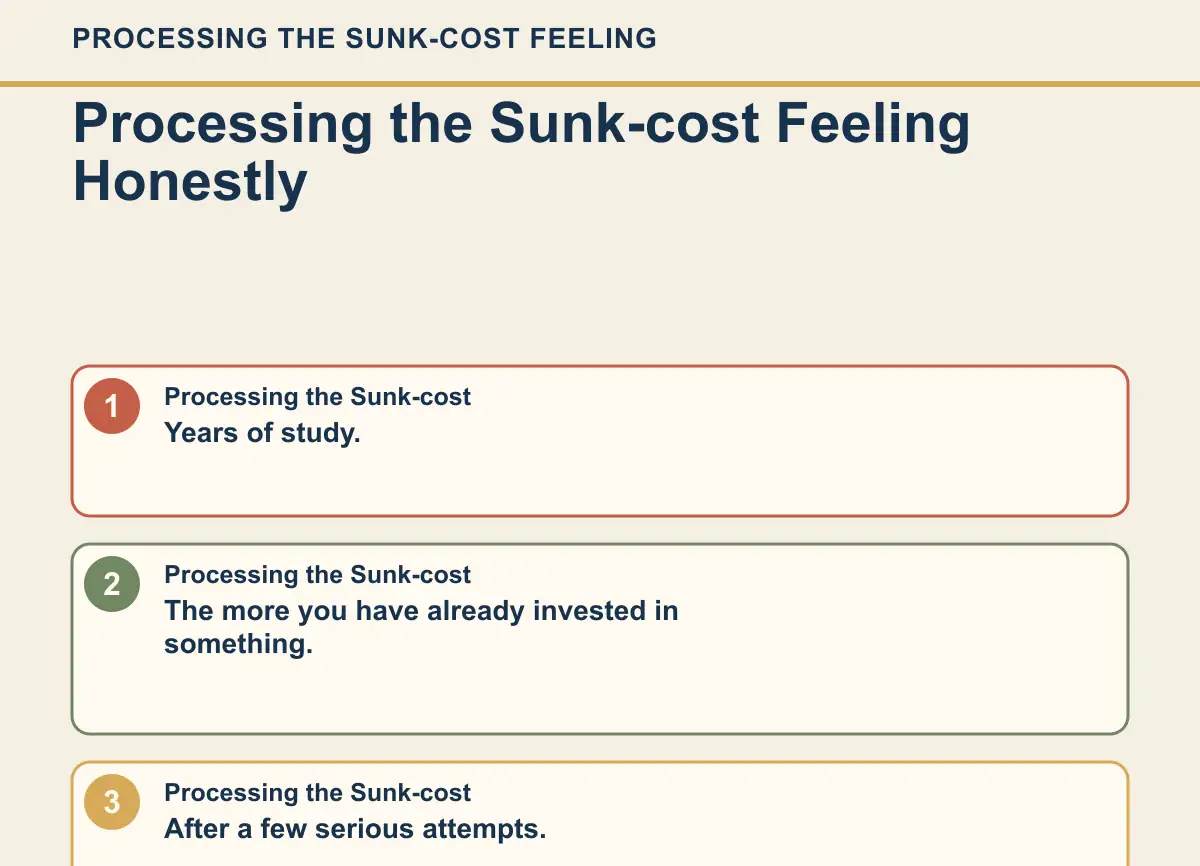 PROCESSING THE SUNK-COST FEELING
Processing the Sunk-cost Feeling
Honestly
1
Processing the Sunk-cost
Years of study.
2
Processing the Sunk-cost
The more you have already invested in
something.
3
Processing the Sunk-cost
After a few serious attempts.